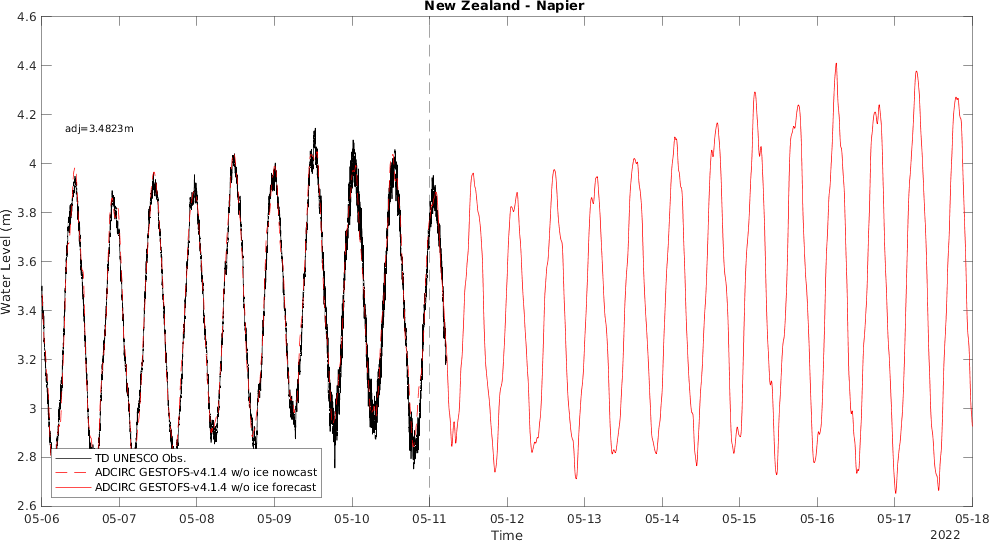 New Zealand - Napier
4.6
4.4
4.2
4
3.8
3.6
3.4
3.2
3
2.8
2.6
Water Level (m)
adj=3.4823m
TD UNESCO Obs.
ADCIRC GESTOFS-v4.1.4 w/o ice nowcast
ADCIRC GESTOFS-v4.1.4 w/o ice forecast
05-06 05-07 05-08 05-09 05-10 05-11 05-12 05-13 05-14 05-15 05-16 05-17 05-18
Time
2022